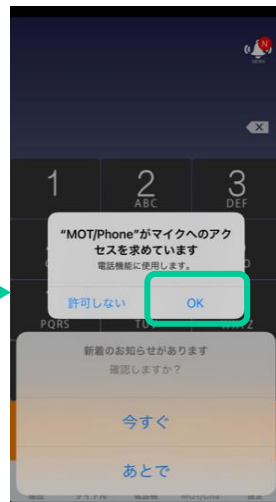 N
NEWS
1
2
3
ABC
DEF
“MOT/Phone”がマイクへのアク
セスを求めています
電話機能に使用します。
許可しない
OK
PQRS
TUV
WXYZ
新着のお知らせがあります
確認しますか？
今すぐ
あとで